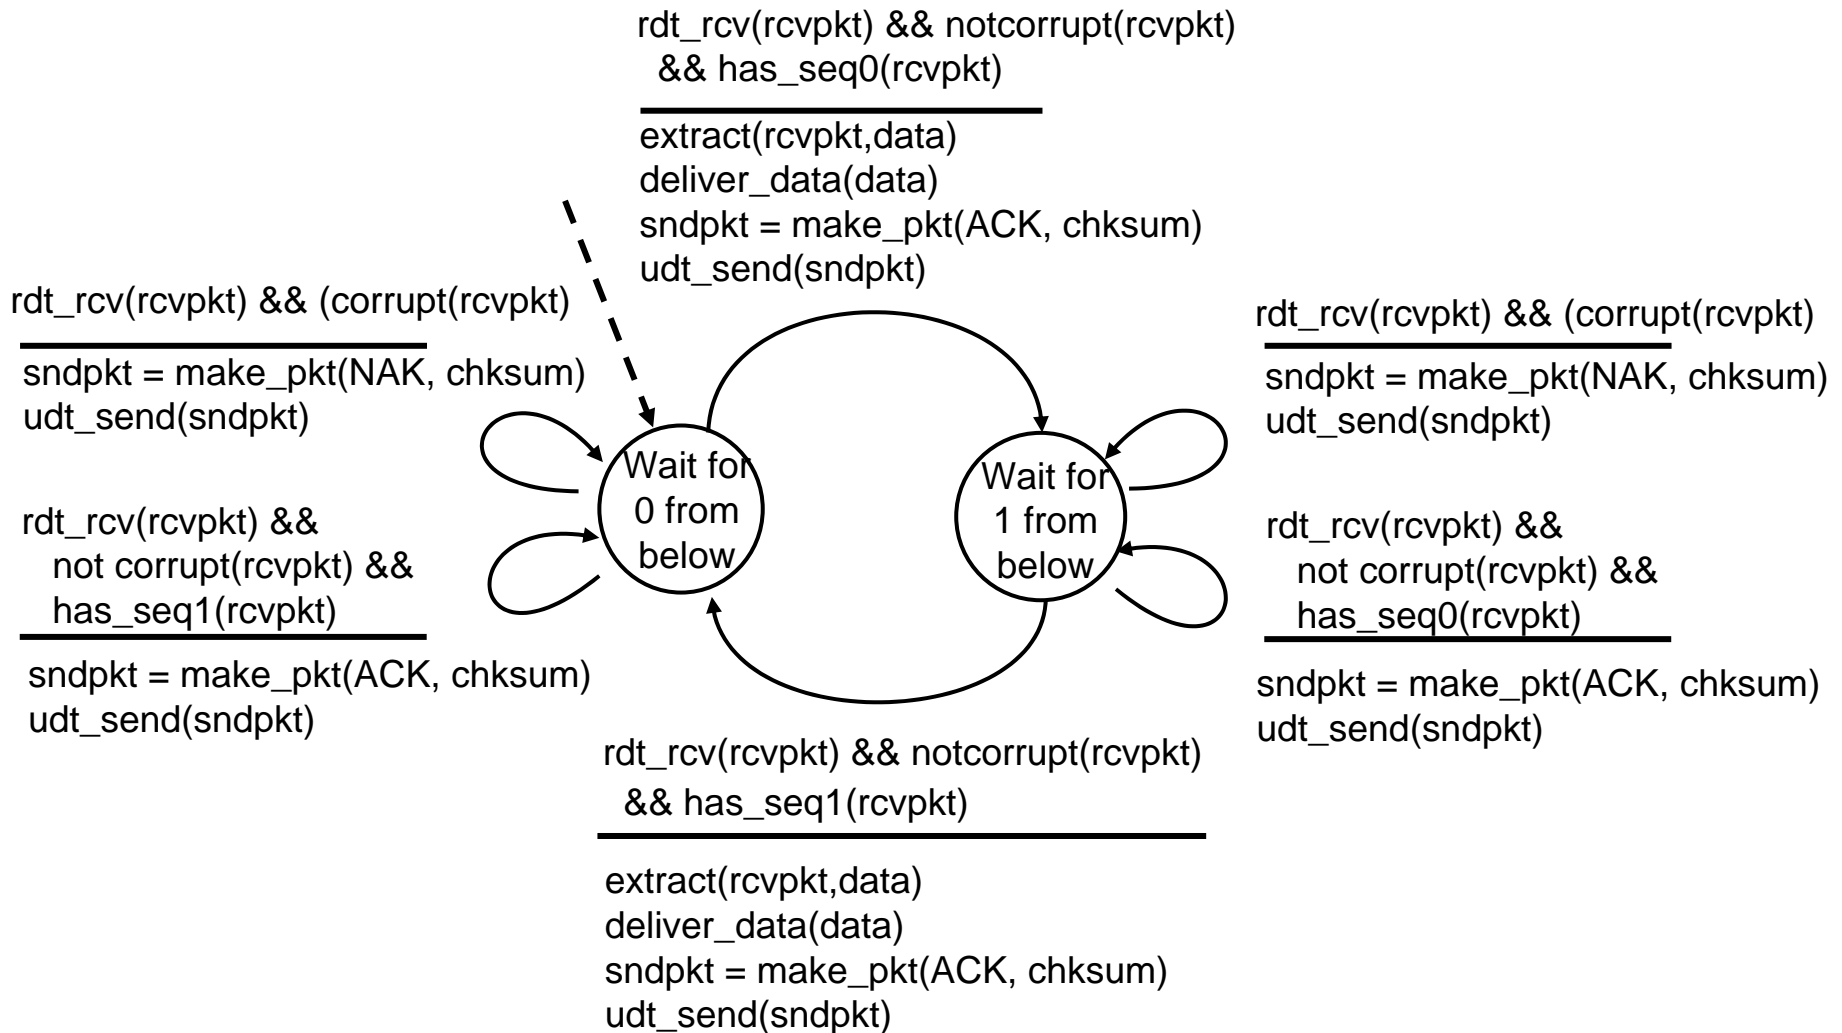 rdt_rcv(rcvpkt) && notcorrupt(rcvpkt)
&& has_seq0(rcvpkt)
extract(rcvpkt,data)
deliver_data(data)
sndpkt = make_pkt(ACK, chksum)
udt_send(sndpkt)
rdt_rcv(rcvpkt) && (corrupt(rcvpkt)
sndpkt = make_pkt(NAK, chksum)
udt_send(sndpkt)
rdt_rcv(rcvpkt) &&
not corrupt(rcvpkt) &&
has_seq1(rcvpkt)
sndpkt = make_pkt(ACK, chksum)
udt_send(sndpkt)
Wait for
0 from
below
Wait for
1 from
below
rdt_rcv(rcvpkt) && (corrupt(rcvpkt)
sndpkt = make_pkt(NAK, chksum)
udt_send(sndpkt)
rdt_rcv(rcvpkt) &&
not corrupt(rcvpkt) &&
has_seq0(rcvpkt)
sndpkt = make_pkt(ACK, chksum)
udt_send(sndpkt)
rdt_rcv(rcvpkt) && notcorrupt(rcvpkt)
&& has_seq1(rcvpkt)
extract(rcvpkt,data)
deliver_data(data)
sndpkt = make_pkt(ACK, chksum)
udt_send(sndpkt)